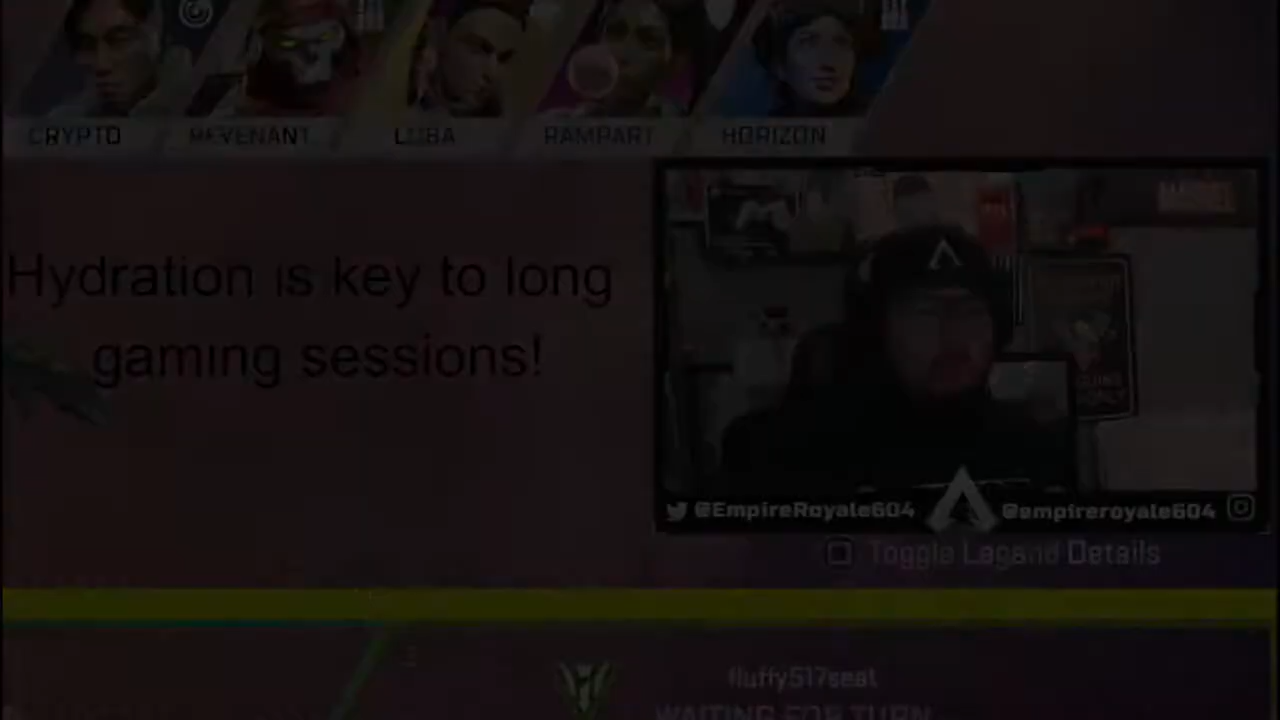 CRYPTO
REVENANT
LOBA
RAMPART
HORIZON
Hydration is key to long
gaming sessions!
MARVEL
@EmpireRoyale604
@empireroyale604
Toggle Legend Details
fluffy517seal
WAITING FOR TURN